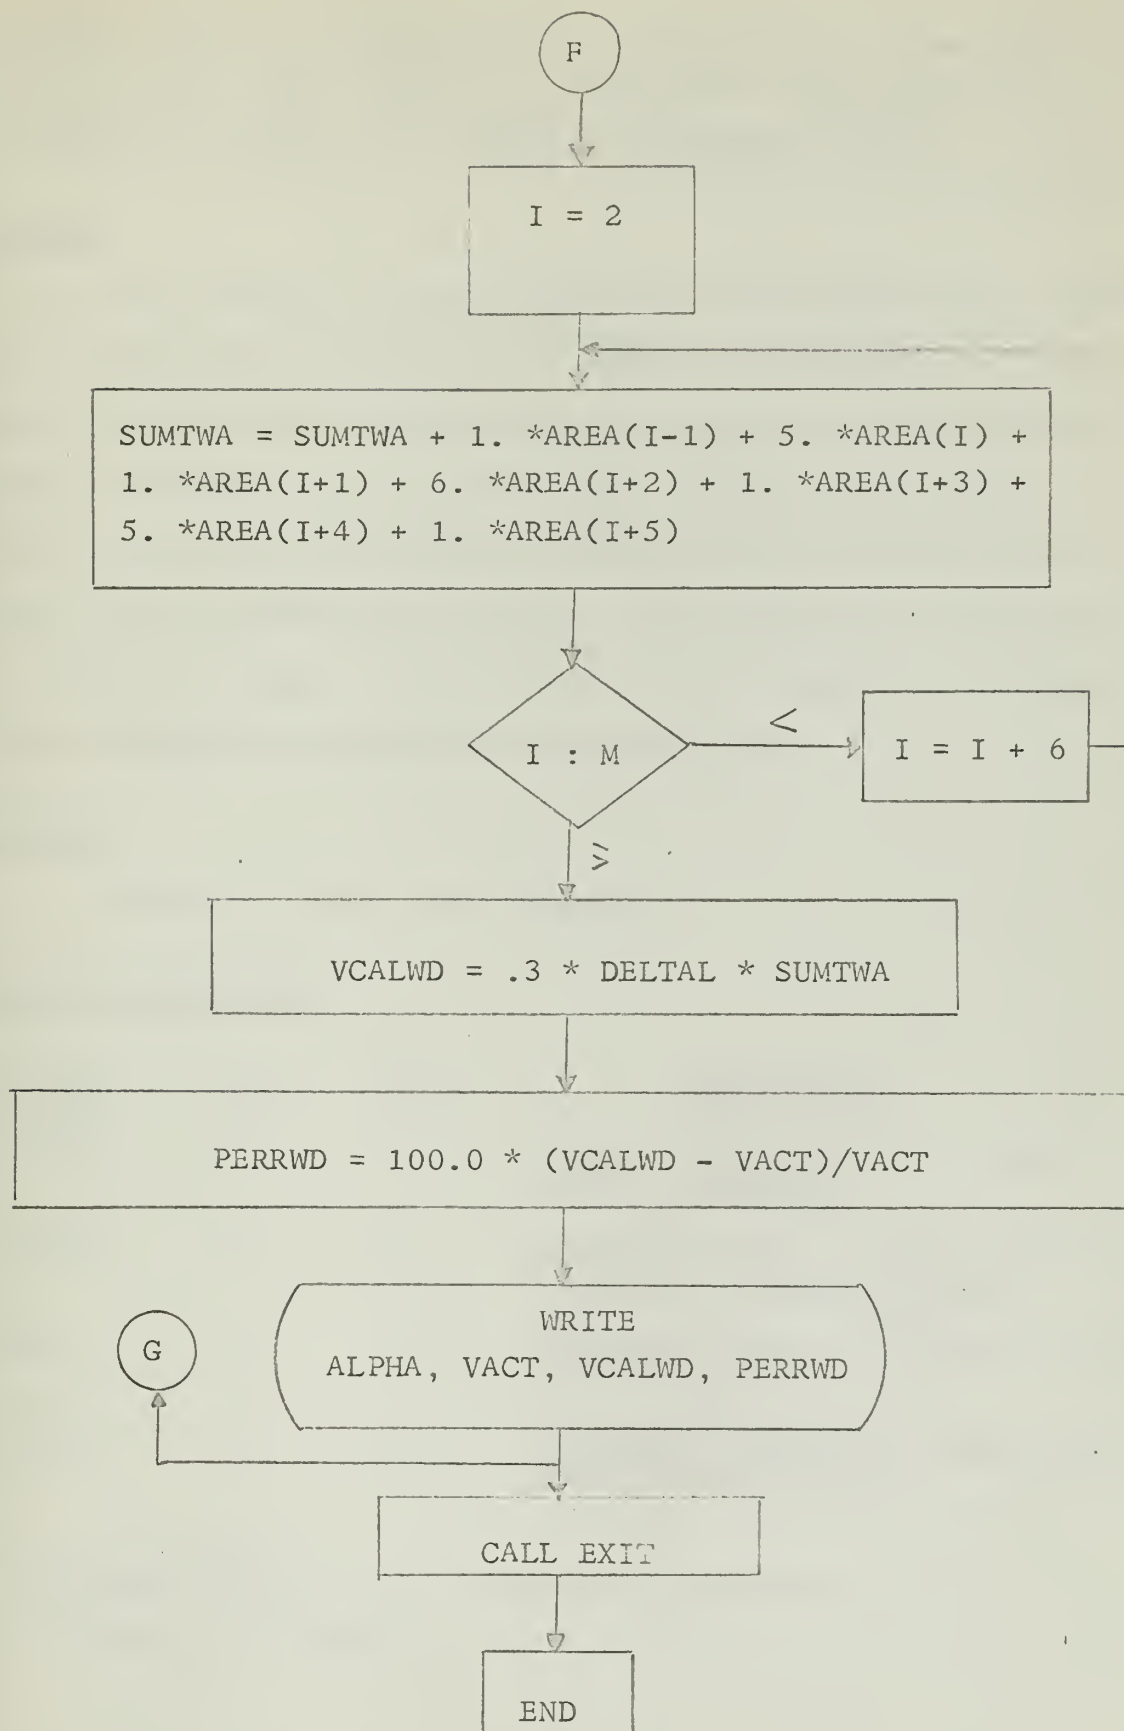 F
I = 2
SUMTWA = SUMTWA + 1. *AREA(I-1) + 5. *AREA(I) +
1. *AREA(I+1) + 6. *AREA(I+2) + 1. *AREA(I+3) +
5. *AREA(I+4) + 1. *AREA(I+5)
I : M
<
I = I + 6
≥
VCALWD = .3 * DELTAL * SUMTWA
PERRWD = 100.0 * (VCALWD - VACT)/VACT
WRITE
G
ALPHA, VACT, VCALWD, PERRWD
CALL EXIT
END